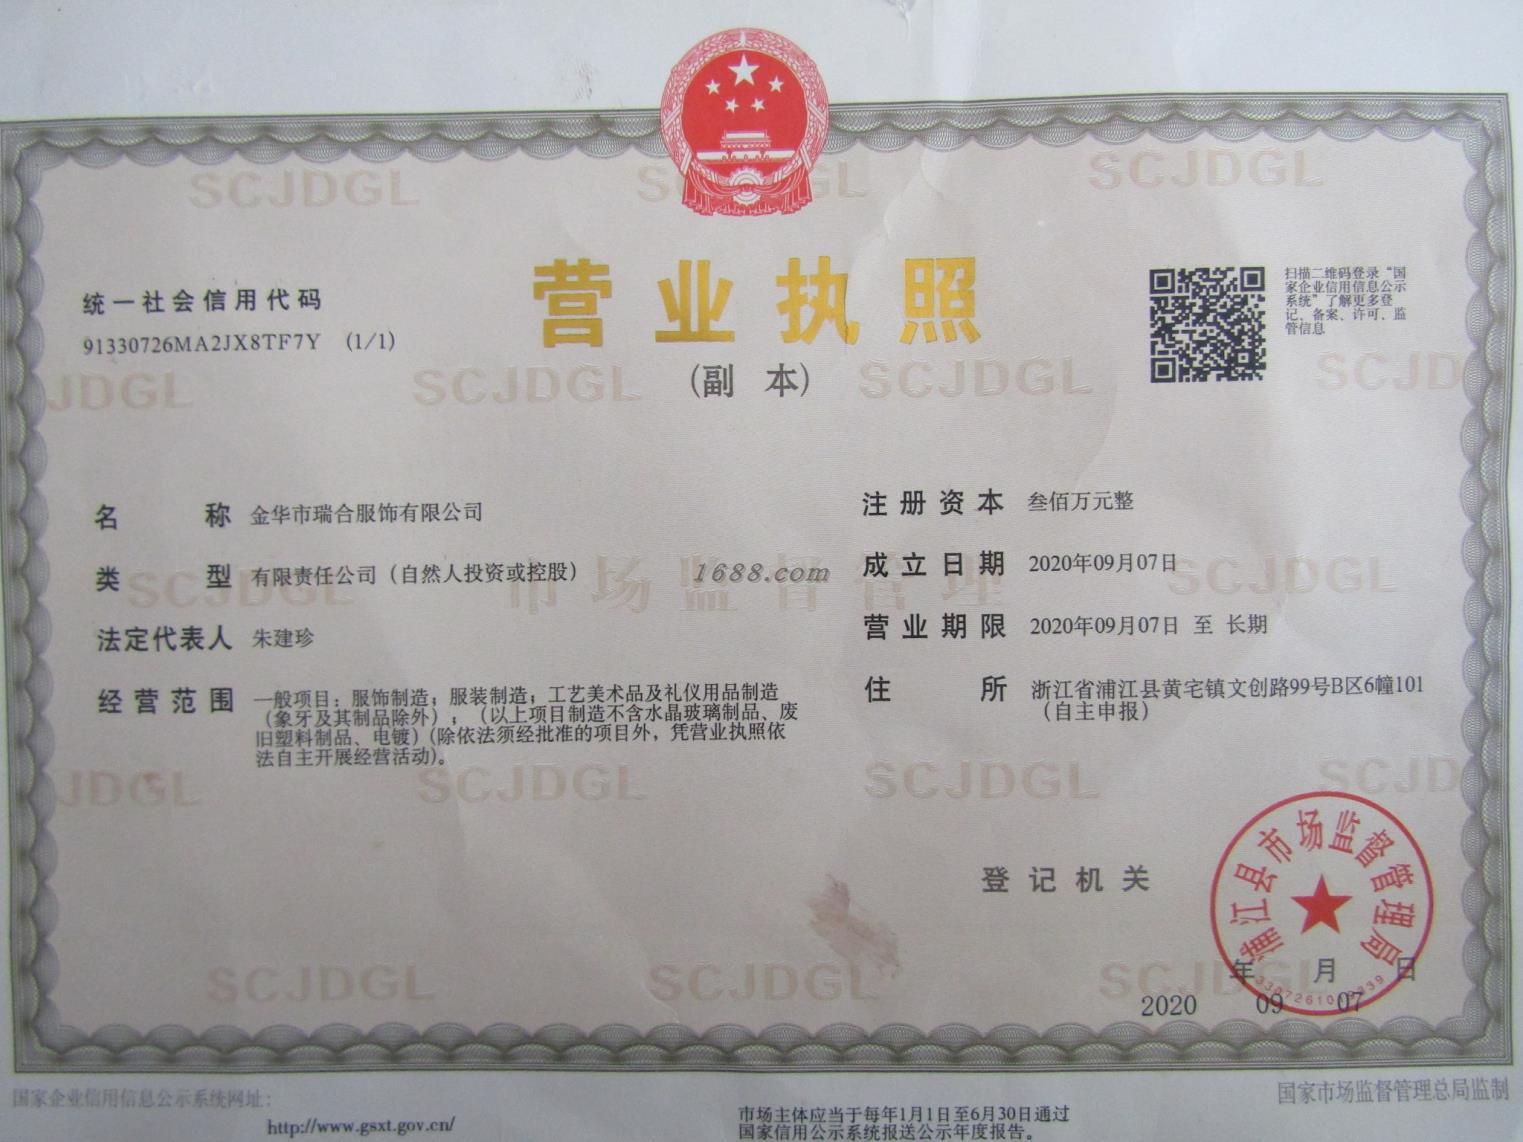 营业执照
(副 本)
统一社会信用代码
91330726MA2JX8TF7Y (1/1)
扫描二维码登录“国
家企业信用信息公示
系统”了解更多登
记、备案、许可、监
管信息
名 称 金华市瑞合服饰有限公司
类 型 有限责任公司（自然人投资或控股）
法定代表人 朱建珍
经营范围 一般项目：服饰制造；服装制造；工艺美术品及礼仪用品制造
（象牙及其制品除外）；（以上项目制造不含水晶玻璃制品、废
旧塑料制品、电镀）(除依法须经批准的项目外，凭营业执照依
法自主开展经营活动)。
注册资本 叁佰万元整
成立日期 2020年09月07日
营业期限 2020年09月07日 至 长期
住 所 浙江省浦江县黄宅镇文创路99号B区6幢101
（自主申报）
1688.com
SCJDGL
市场监督管理
登记机关
浦江县市场监督管理局
年 月 日
2020 09 07
国家企业信用信息公示系统网址：
http://www.gsxt.gov.cn/
市场主体应当于每年1月1日至6月30日通过
国家信用公示系统报送公示年度报告。
国家市场监督管理总局监制